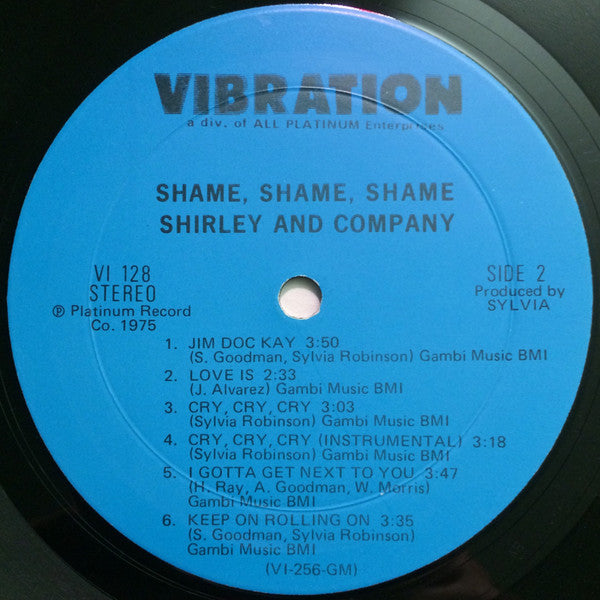 VIBRATION
a div. of ALL PLATINUM Enterprises
SHAME, SHAME, SHAME
SHIRLEY AND COMPANY
VI 128
STEREO
℗ Platinum Record
Co. 1975
SIDE 2
Produced by
SYLVIA
1. JIM DOC KAY 3:50
(S. Goodman, Sylvia Robinson) Gambi Music BMI
2. LOVE IS 2:33
(J. Alvarez) Gambi Music BMI
3. CRY, CRY, CRY 3:03
(Sylvia Robinson) Gambi Music BMI
4. CRY, CRY, CRY (INSTRUMENTAL) 3:18
(Sylvia Robinson) Gambi Music BMI
5. I GOTTA GET NEXT TO YOU 3:47
(H. Ray, A. Goodman, W. Morris)
Gambi Music BMI
6. KEEP ON ROLLING ON 3:35
(S. Goodman, Sylvia Robinson)
Gambi Music BMI
(VI-256-GM)